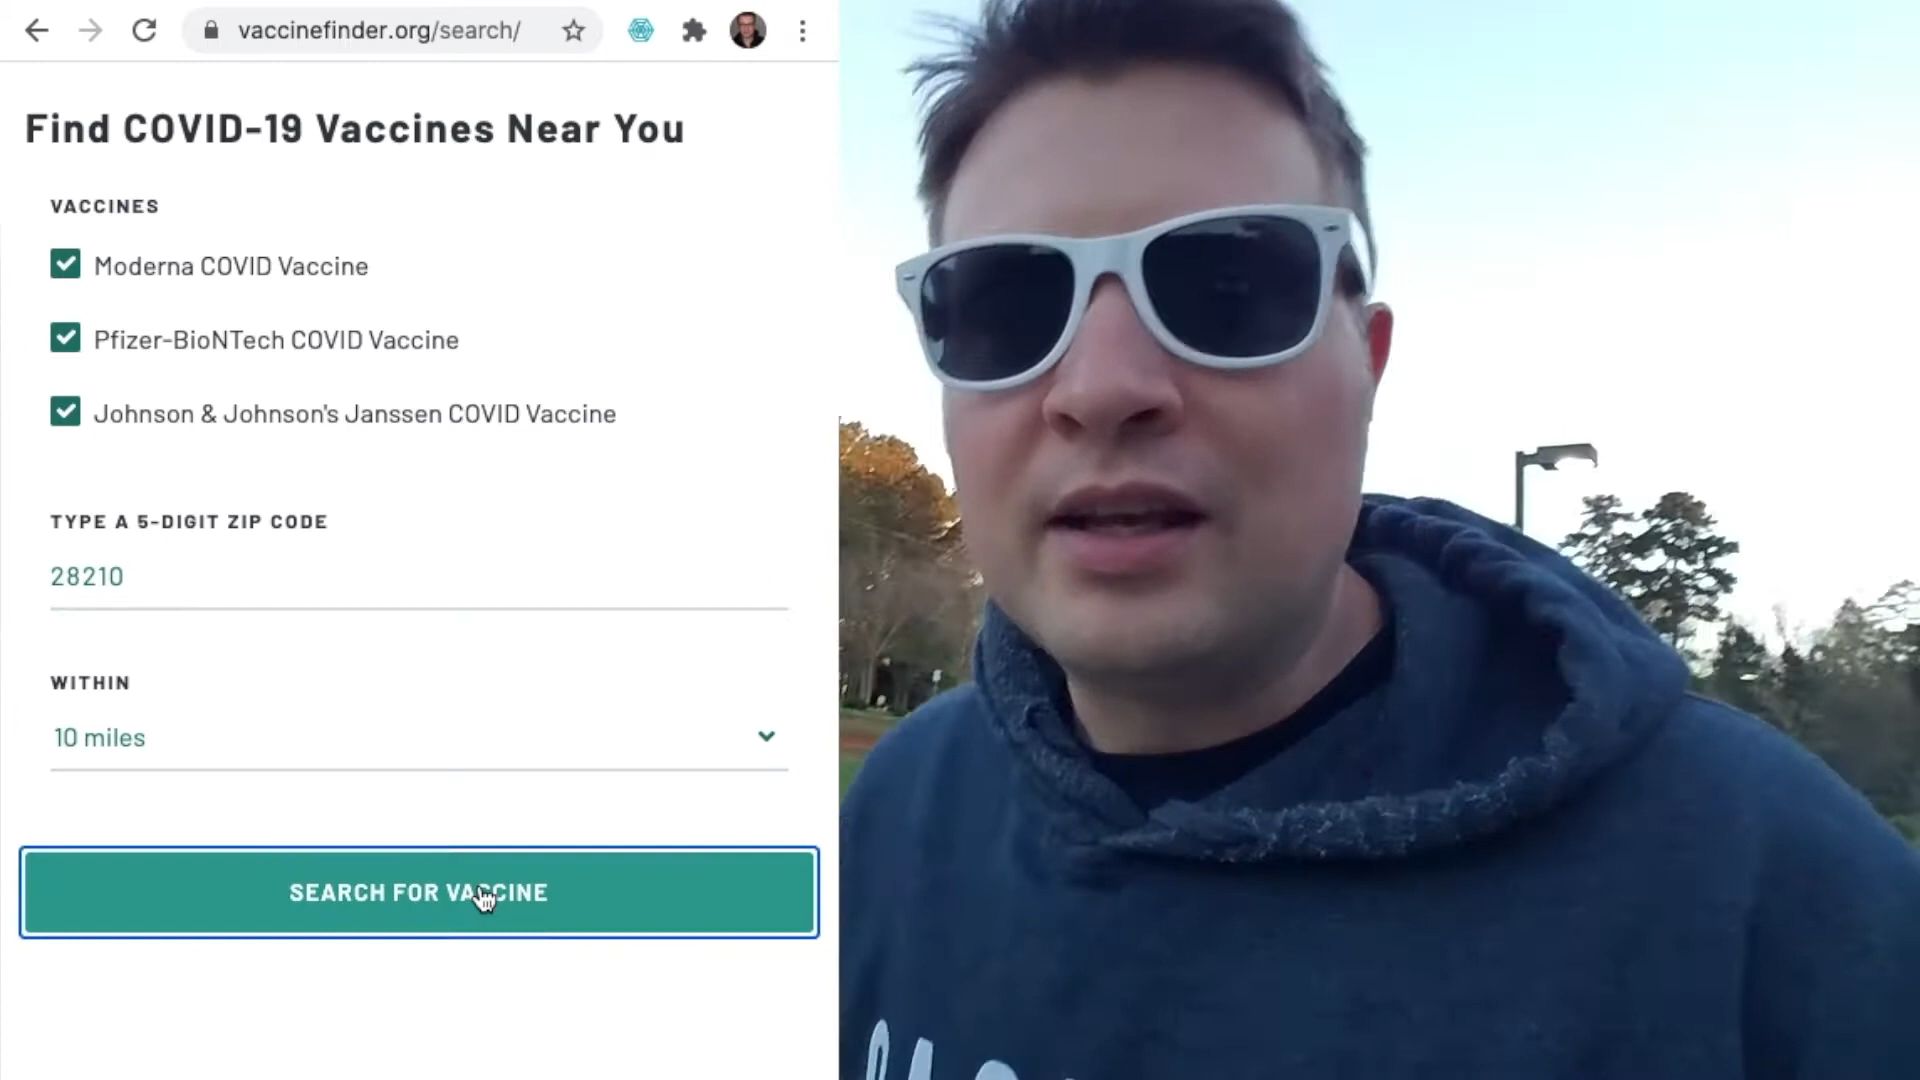 vaccinefinder.org/search/
Find COVID-19 Vaccines Near You
VACCINES
Moderna COVID Vaccine
Pfizer-BioNTech COVID Vaccine
Johnson & Johnson's Janssen COVID Vaccine
TYPE A 5-DIGIT ZIP CODE
28210
WITHIN
10 miles
SEARCH FOR VACCINE